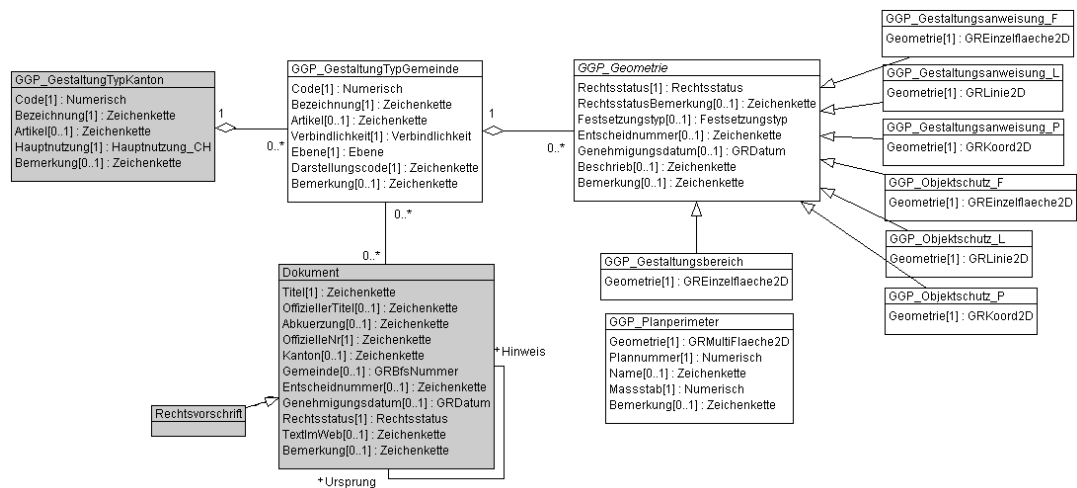 GGP_GestaltungTypKanton
Code[1] : Numerisch
Bezeichnung[1] : Zeichenkette
Artikel[0..1] : Zeichenkette
Hauptnutzung[1] : Hauptnutzung_CH
Bemerkung[0..1] : Zeichenkette
1
0..*
GGP_GestaltungTypGemeinde
Code[1] : Numerisch
Bezeichnung[1] : Zeichenkette
Artikel[0..1] : Zeichenkette
Verbindlichkeit[1] : Verbindlichkeit
Ebene[1] : Ebene
Darstellungscode[1] : Zeichenkette
Bemerkung[0..1] : Zeichenkette
1
0..*
GGP_Geometrie
Rechtsstatus[1] : Rechtsstatus
RechtsstatusBemerkung[0..1] : Zeichenkette
Festsetzungstyp[0..1] : Festsetzungstyp
Entscheidnummer[0..1] : Zeichenkette
Genehmigungsdatum[0..1] : GRDatum
Beschrieb[0..1] : Zeichenkette
Bemerkung[0..1] : Zeichenkette
GGP_Gestaltungsanweisung_F
Geometrie[1] : GREinzelflaeche2D
GGP_Gestaltungsanweisung_L
Geometrie[1] : GRLinie2D
GGP_Gestaltungsanweisung_P
Geometrie[1] : GRKoord2D
GGP_Objektschutz_F
Geometrie[1] : GREinzelflaeche2D
GGP_Objektschutz_L
Geometrie[1] : GRLinie2D
GGP_Objektschutz_P
Geometrie[1] : GRKoord2D
0..*
0..*
Dokument
Titel[1] : Zeichenkette
OffiziellerTitel[0..1] : Zeichenkette
Abkuerzung[0..1] : Zeichenkette
OffizielleNr[1] : Zeichenkette
Kanton[0..1] : Zeichenkette
Gemeinde[0..1] : GRBfsNummer
Entscheidnummer[0..1] : Zeichenkette
Genehmigungsdatum[0..1] : GRDatum
Rechtsstatus[1] : Rechtsstatus
TextImWeb[0..1] : Zeichenkette
Bemerkung[0..1] : Zeichenkette
* Hinweis
* Ursprung
Rechtsvorschrift
GGP_Gestaltungsbereich
Geometrie[1] : GREinzelflaeche2D
GGP_Planperimeter
Geometrie[1] : GRMultiFlaeche2D
Plannummer[1] : Numerisch
Name[0..1] : Zeichenkette
Massstab[1] : Numerisch
Bemerkung[0..1] : Zeichenkette